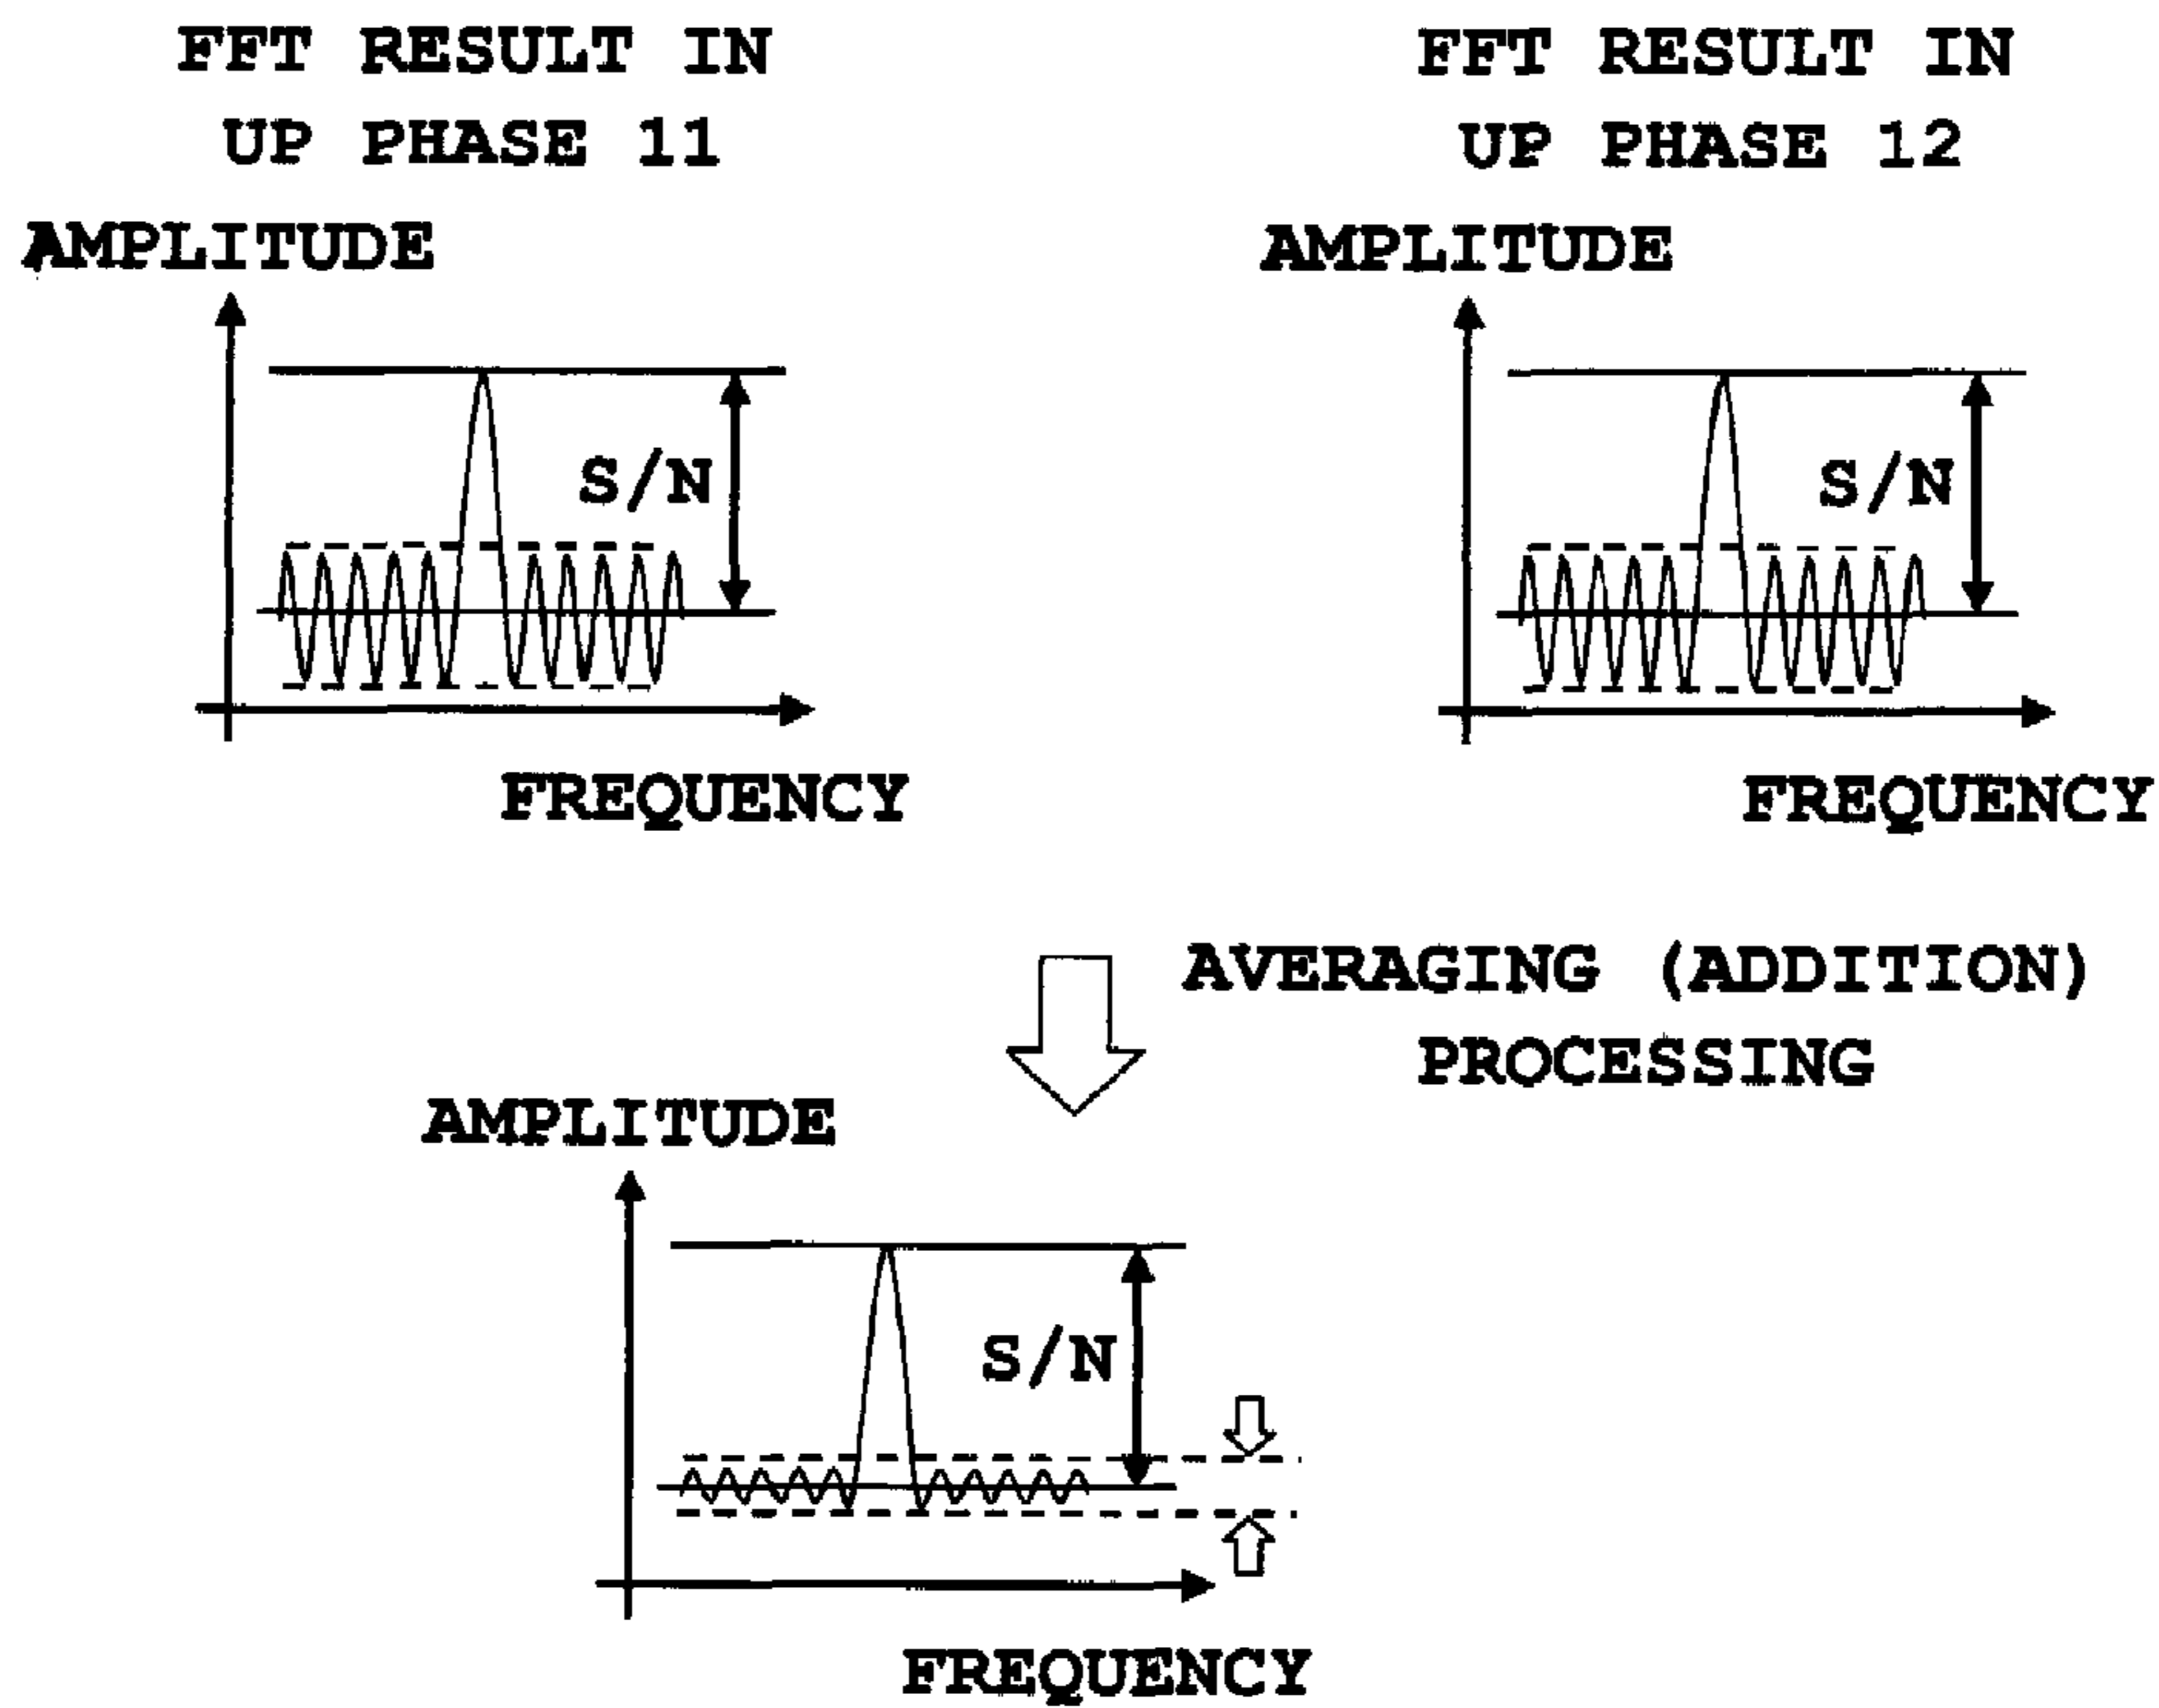 FFT RESULT IN
UP PHASE 11
AMPLITUDE
S/N
FREQUENCY
FFT RESULT IN
UP PHASE 12
AMPLITUDE
S/N
FREQUENCY
AVERAGING (ADDITION)
PROCESSING
AMPLITUDE
S/N
FREQUENCY